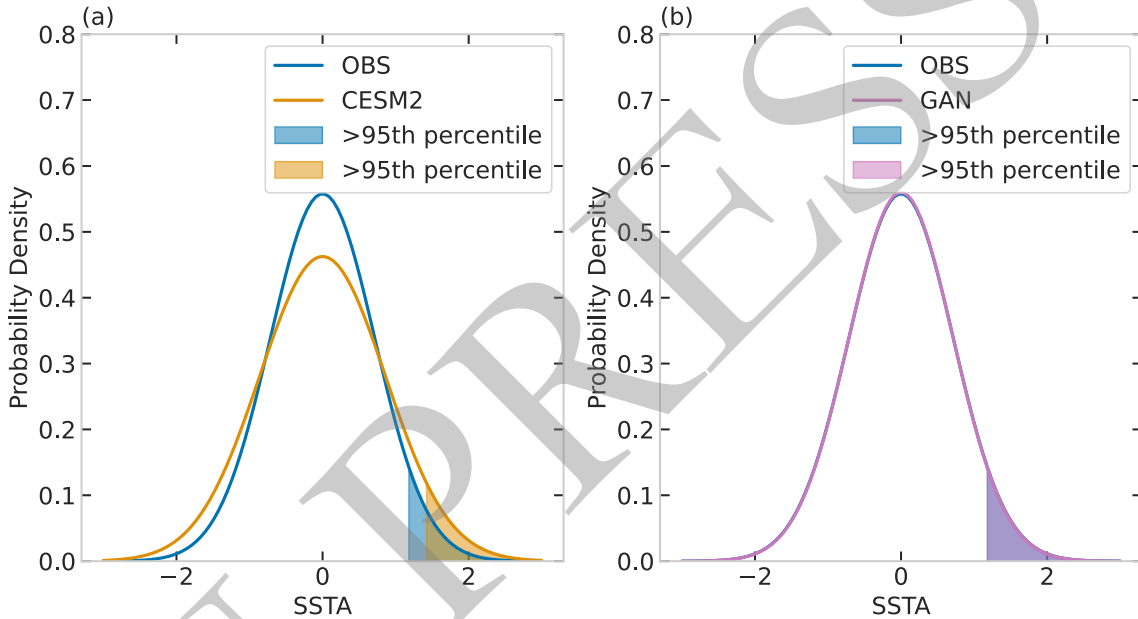 (a)
0.8
0.7
0.6
0.5
0.4
0.3
0.2
0.1
0.0
Probability Density
−2
0
2
SSTA
OBS
CESM2
>95th percentile
>95th percentile
(b)
0.8
0.7
0.6
0.5
0.4
0.3
0.2
0.1
0.0
Probability Density
−2
0
2
SSTA
OBS
GAN
>95th percentile
>95th percentile
PRESS